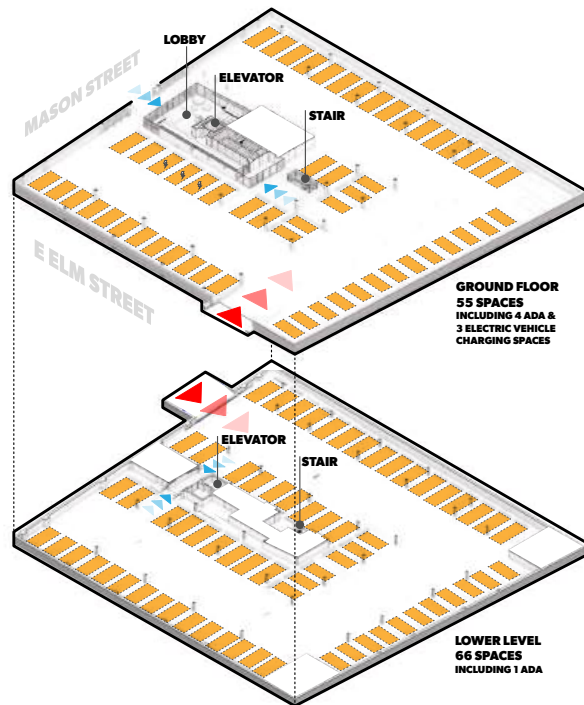 LOBBY
MASON STREET
ELEVATOR
STAIR
E ELM STREET
GROUND FLOOR
55 SPACES
INCLUDING 4 ADA &
3 ELECTRIC VEHICLE
CHARGING SPACES
ELEVATOR
STAIR
LOWER LEVEL
66 SPACES
INCLUDING 1 ADA